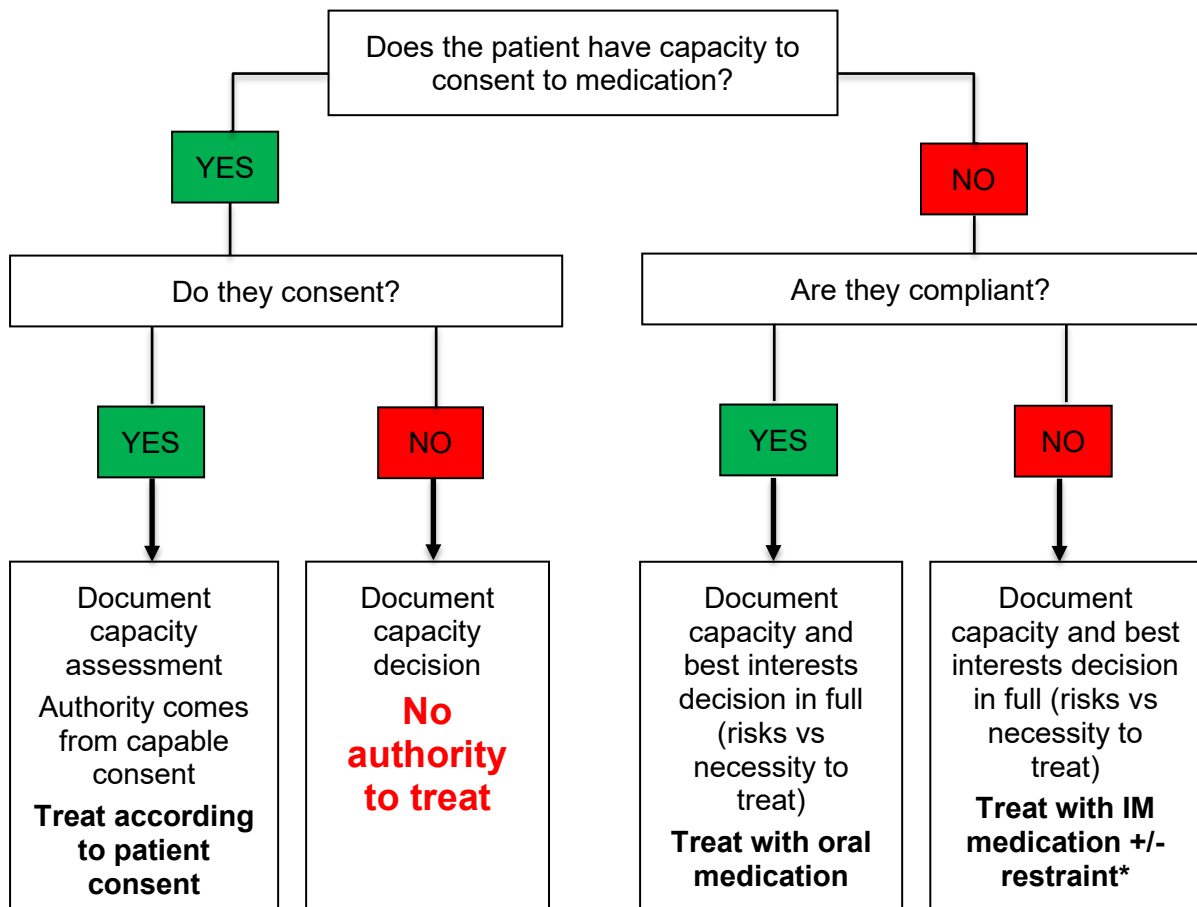 Does the patient have capacity to
consent to medication?
YES
NO
Do they consent?
Are they compliant?
YES
NO
YES
NO
Document
capacity
assessment
Authority comes
from capable
consent
Treat according
to patient
consent
Document
capacity
decision
No
authority
to treat
Document
capacity and
best interests
decision in full
(risks vs
necessity to
treat)
Treat with oral
medication
Document
capacity and best
interests decision
in full (risks vs
necessity to
treat)
Treat with IM
medication +/-
restraint*